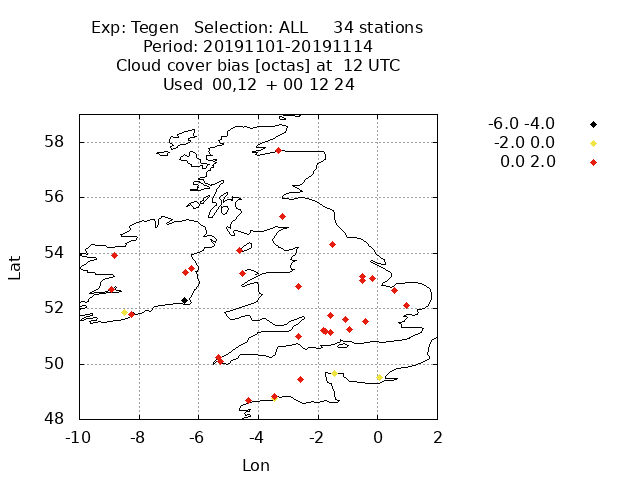 Exp: Tegen   Selection: ALL     34 stations
Period: 20191101-20191114
Cloud cover bias [octas] at  12 UTC
Used  00,12  + 00 12 24
-6.0 -4.0
-2.0 0.0
0.0 2.0
58
56
54
52
50
48
Lat
-10 -8 -6 -4 -2 0 2
Lon